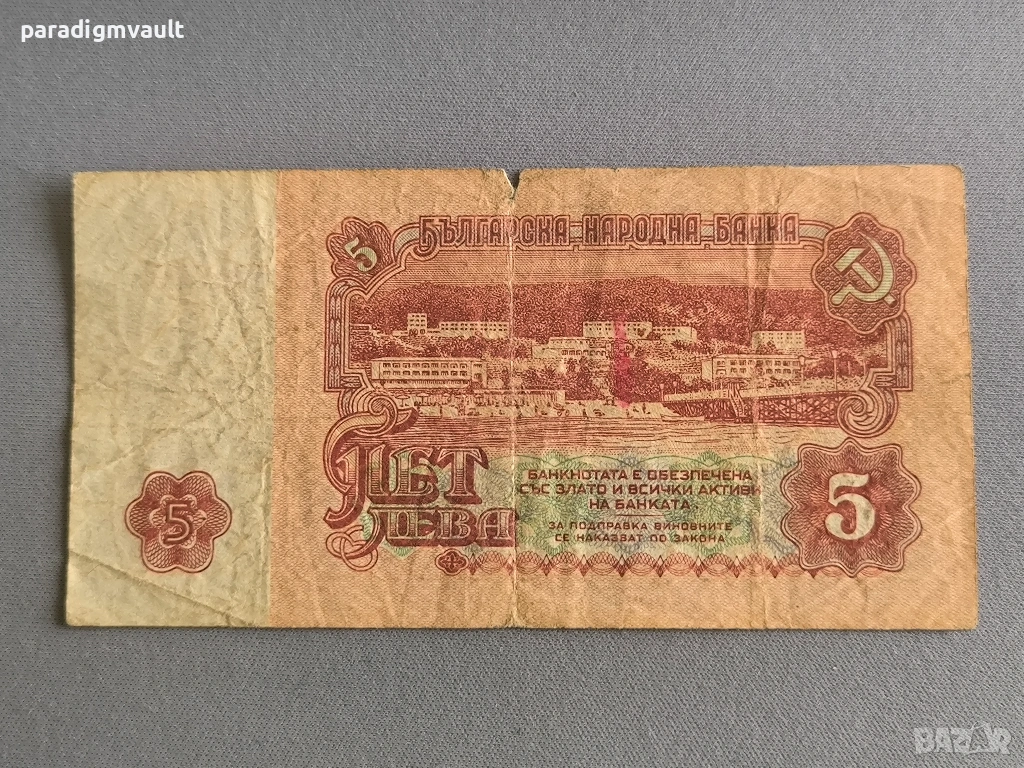 paradigmvault
5 БЪЛГАРСКА НАРОДНА БАНКА
ПЕТ
ЛЕВА
БАНКНОТАТА Е ОБЕЗПЕЧЕНА
СЪС ЗЛАТО И ВСИЧКИ АКТИВИ
НА БАНКАТА.
ЗА ПОДПРАВКА ВИНОВНИТЕ
СЕ НАКАЗВАТ ПО ЗАКОНА
5
5
BAZAR